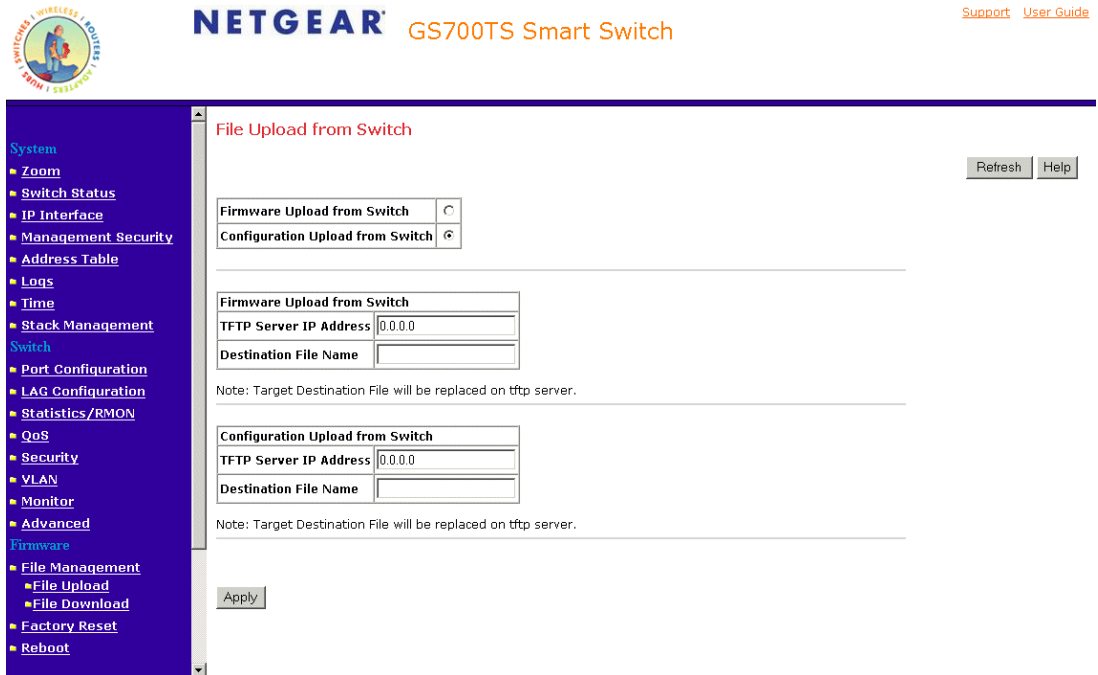 SWITCHES | WIRELESS | ROUTERS | ADAPTERS | HUBS
NETGEAR GS700TS Smart Switch
Support User Guide
System
Zoom
Switch Status
IP Interface
Management Security
Address Table
Logs
Time
Stack Management
Switch
Port Configuration
LAG Configuration
Statistics/RMON
QoS
Security
VLAN
Monitor
Advanced
Firmware
File Management
File Upload
File Download
Factory Reset
Reboot
File Upload from Switch
Refresh Help
Firmware Upload from Switch
Configuration Upload from Switch
Firmware Upload from Switch
TFTP Server IP Address 0.0.0.0
Destination File Name
Note: Target Destination File will be replaced on tftp server.
Configuration Upload from Switch
TFTP Server IP Address 0.0.0.0
Destination File Name
Note: Target Destination File will be replaced on tftp server.
Apply